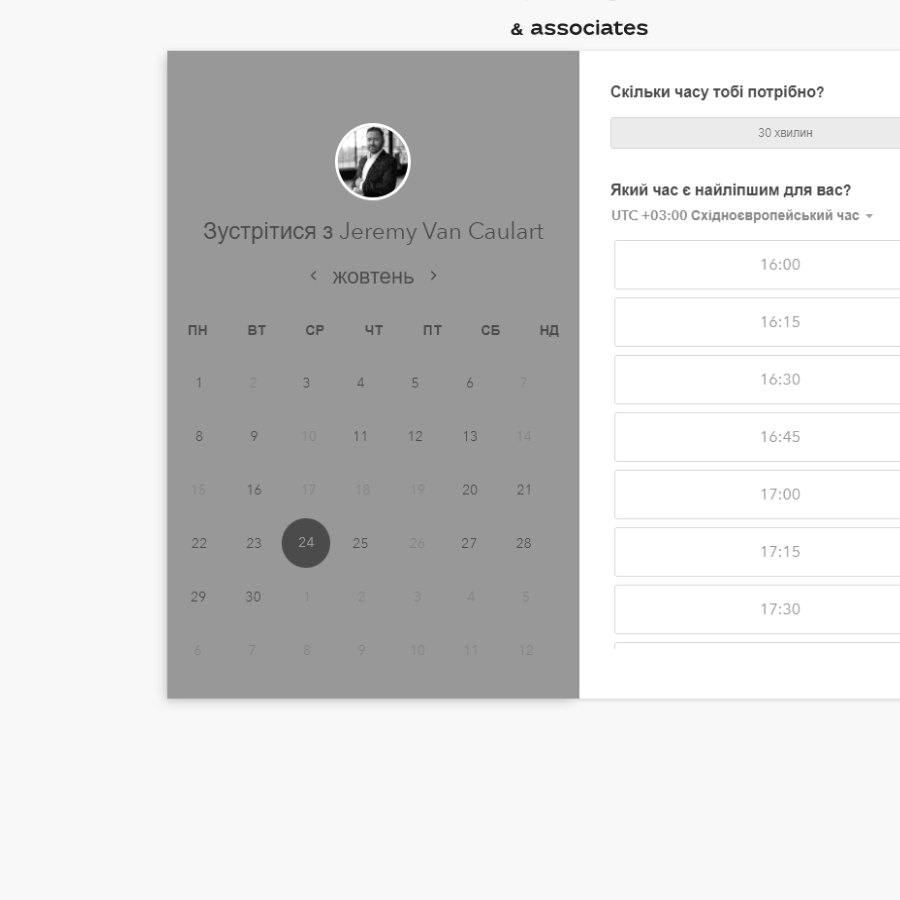 & associates
Зустрітися з Jeremy Van Caulart
жовтень
ПН ВТ СР ЧТ ПТ СБ НД
1 2 3 4 5 6 7
8 9 10 11 12 13 14
15 16 17 18 19 20 21
22 23 24 25 26 27 28
29 30 1 2 3 4 5
6 7 8 9 10 11 12
Скільки часу тобі потрібно?
30 хвилин
Який час є найліпшим для вас?
UTC +03:00 Східноєвропейський час
16:00
16:15
16:30
16:45
17:00
17:15
17:30